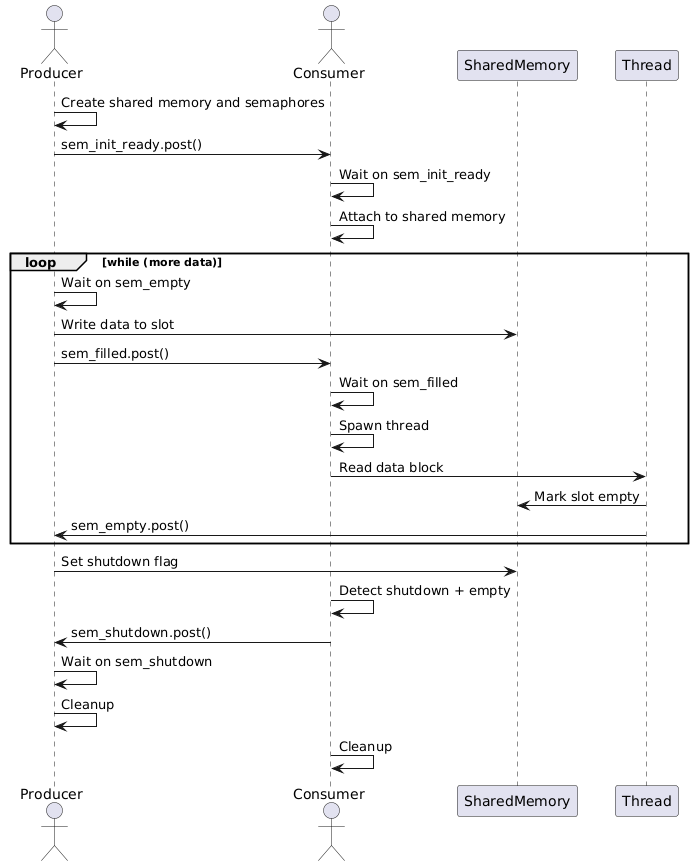 Producer
Consumer
SharedMemory
Thread
Create shared memory and semaphores
sem_init_ready.post()
Wait on sem_init_ready
Attach to shared memory
loop
[while (more data)]
Wait on sem_empty
Write data to slot
sem_filled.post()
Wait on sem_filled
Spawn thread
Read data block
Mark slot empty
sem_empty.post()
Set shutdown flag
Detect shutdown + empty
sem_shutdown.post()
Wait on sem_shutdown
Cleanup
Cleanup
Producer
Consumer
SharedMemory
Thread